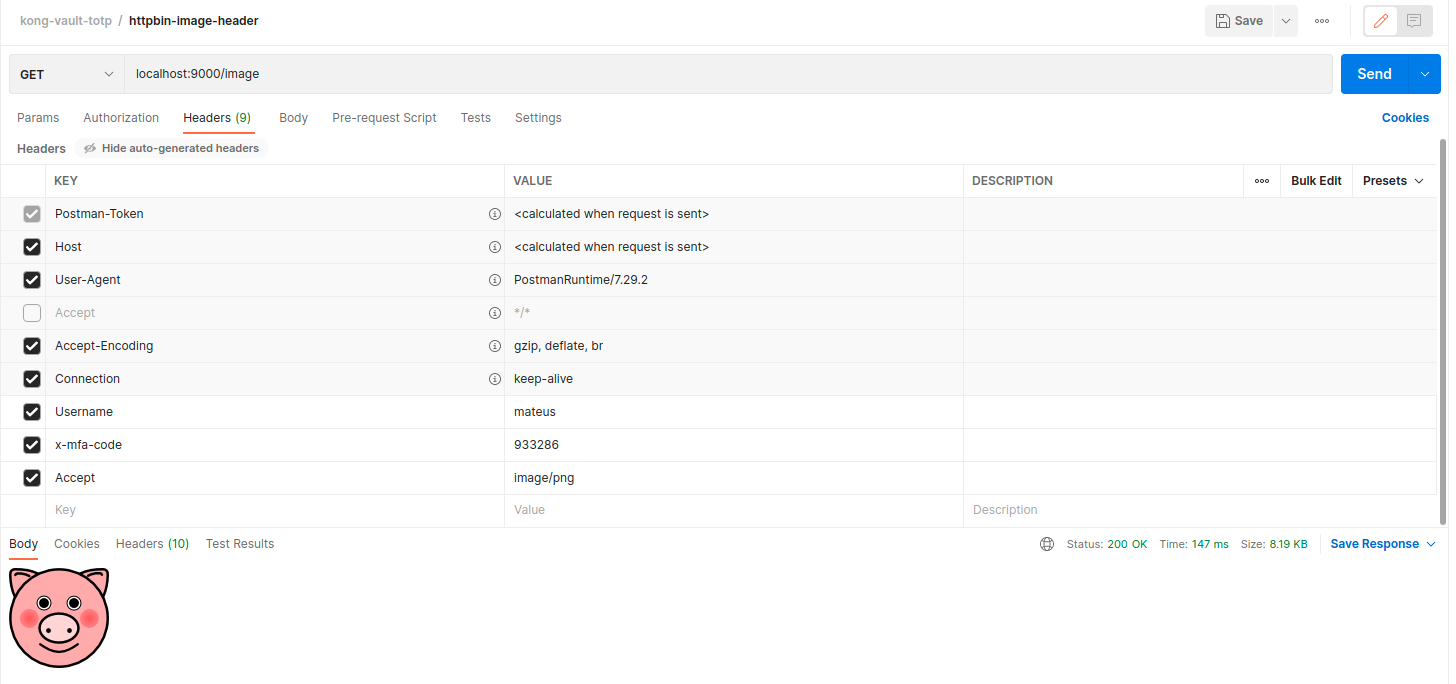 kong-vault-totp / httpbin-image-header Save
GET localhost:9000/image Send
Params Authorization Headers (9) Body Pre-request Script Tests Settings Cookies
Headers Hide auto-generated headers
KEY VALUE DESCRIPTION Bulk Edit Presets
Postman-Token <calculated when request is sent>
Host <calculated when request is sent>
User-Agent PostmanRuntime/7.29.2
Accept */*
Accept-Encoding gzip, deflate, br
Connection keep-alive
Username mateus
x-mfa-code 933286
Accept image/png
Key Value Description
Body Cookies Headers (10) Test Results Status: 200 OK Time: 147 ms Size: 8.19 KB Save Response